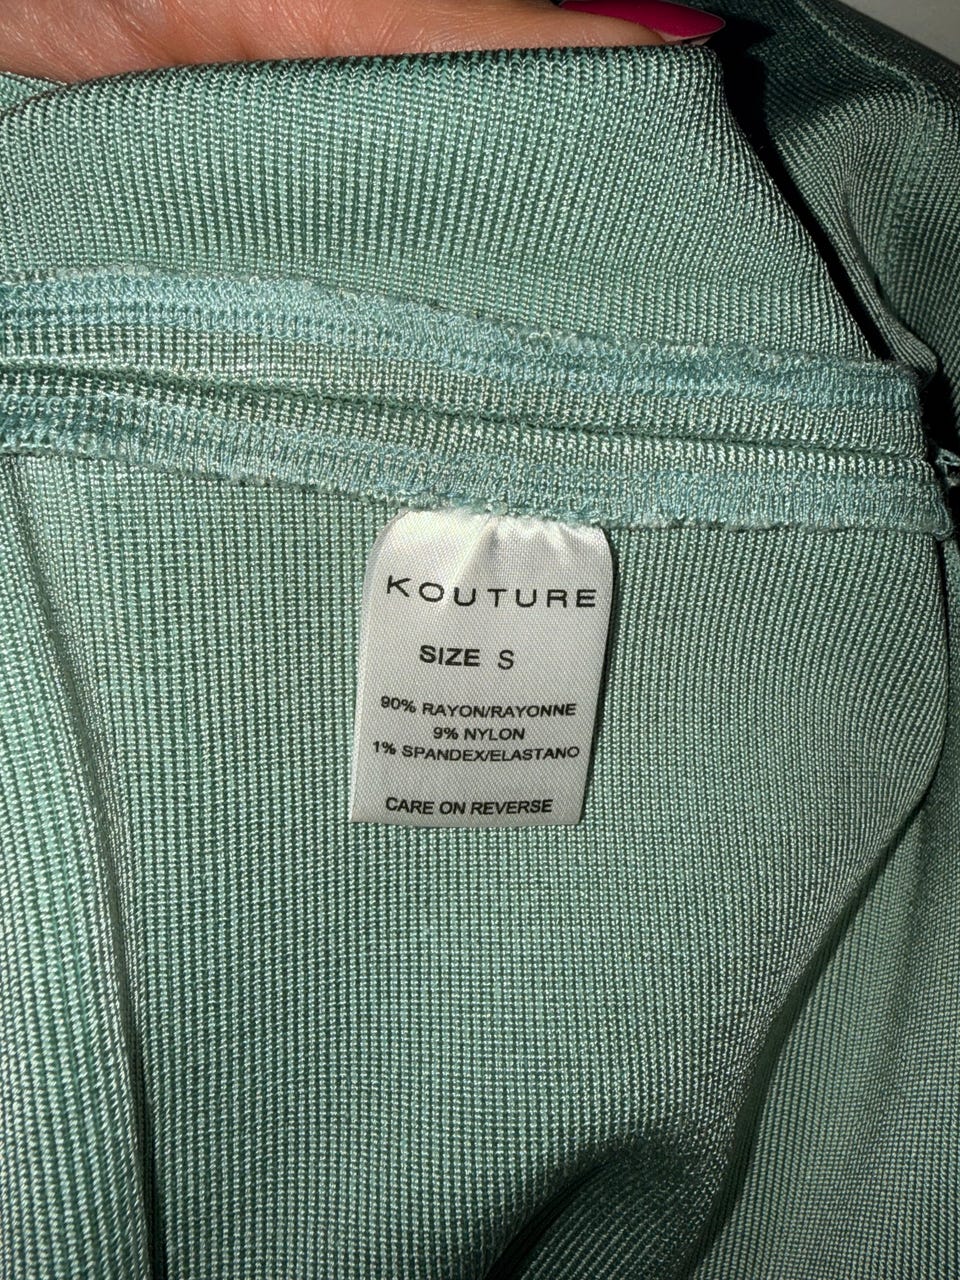 KOUTURE
SIZE S
90% RAYON/RAYONNE
9% NYLON
1% SPANDEX/ELASTANO
CARE ON REVERSE